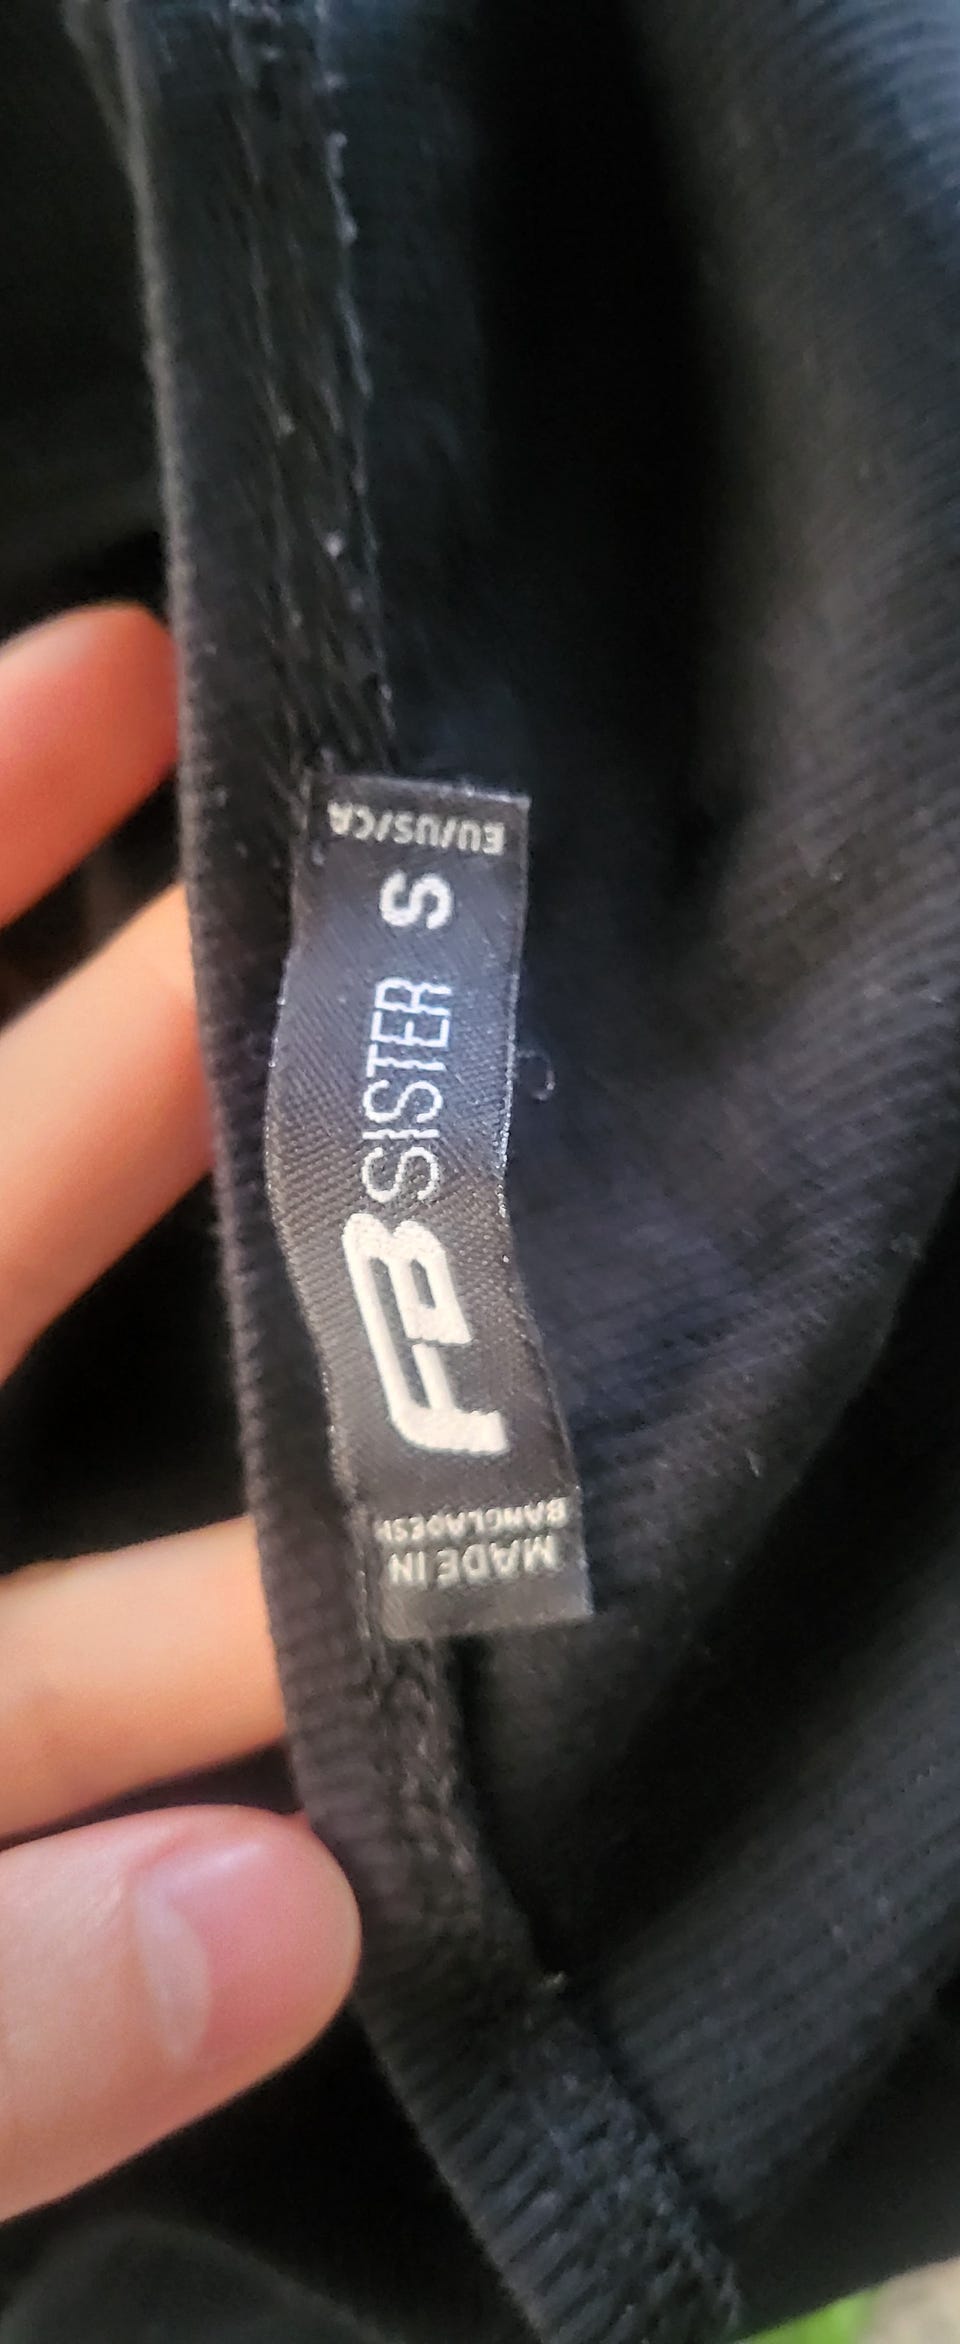 EU/US/CA
S
FB SISTER
MADE IN
BANGLADESH